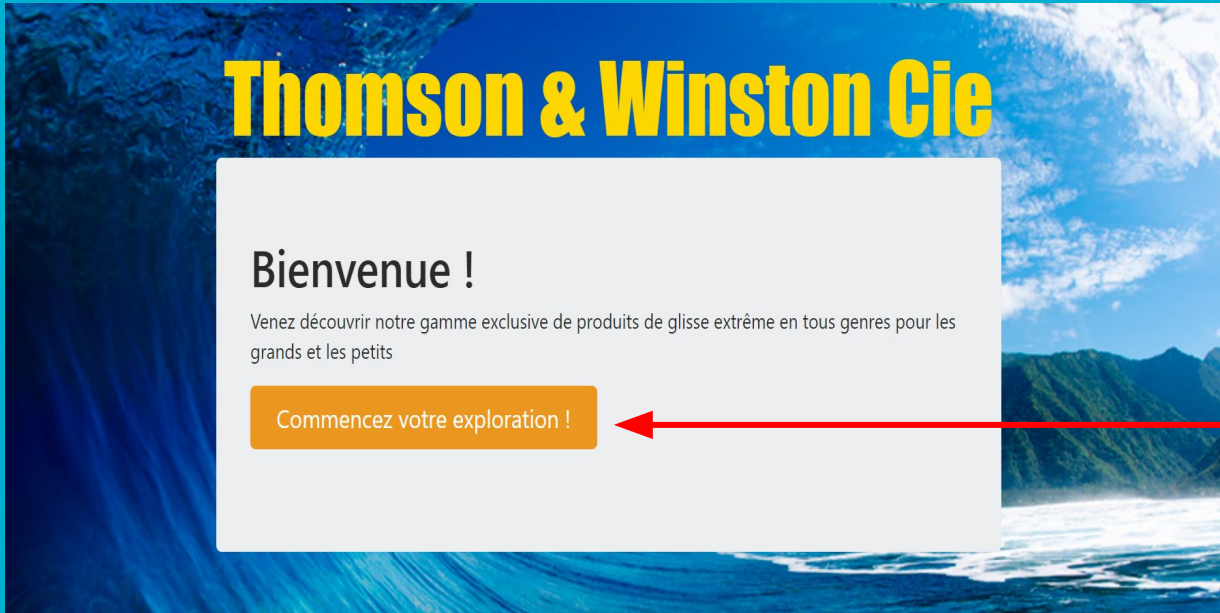 Thomson & Winston Cie
Bienvenue !
Venez découvrir notre gamme exclusive de produits de glisse extrême en tous genres pour les
grands et les petits
Commencez votre exploration !